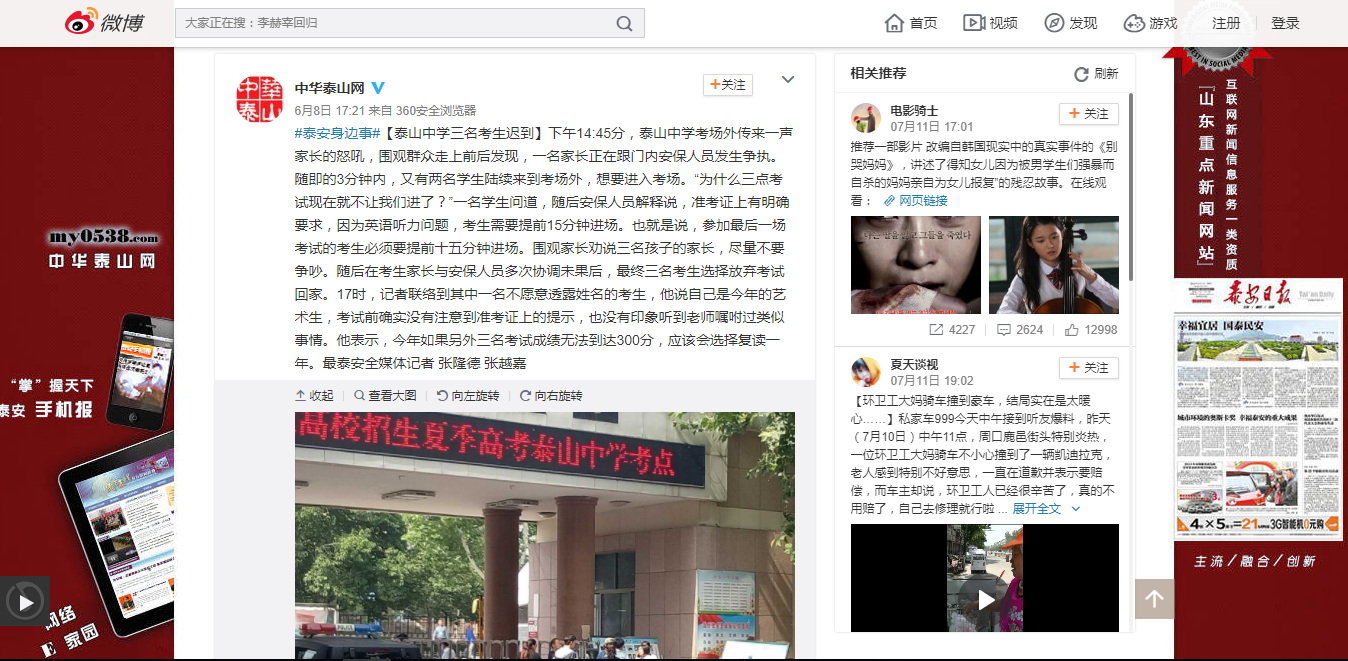 微博
大家正在搜：李赫宰回归
首页
视频
发现
游戏
注册
登录
my0538.com
中华泰山网
“掌”握天下
泰安 手机报
网络
E 家园
中华泰山网
+关注
6月8日 17:21 来自 360安全浏览器
#泰安身边事#【泰山中学三名考生迟到】下午14:45分，泰山中学考场外传来一声
家长的怒吼，围观群众走上前后发现，一名家长正在跟门内安保人员发生争执。
随即的3分钟内，又有两名学生陆续来到考场外，想要进入考场。“为什么三点考
试现在就不让我们进了？”一名学生问道，随后安保人员解释说，准考证上有明确
要求，因为英语听力问题，考生需要提前15分钟进场。也就是说，参加最后一场
考试的考生必须要提前十五分钟进场。围观家长劝说三名孩子的家长，尽量不要
争吵。随后在考生家长与安保人员多次协调未果后，最终三名考生选择放弃考试
回家。17时，记者联络到其中一名不愿意透露姓名的考生，他说自己是今年的艺
术生，考试前确实没有注意到准考证上的提示，也没有印象听到老师嘱咐过类似
事情。他表示，今年如果另外三名考试成绩无法到达300分，应该会选择复读一
年。最泰安全媒体记者 张隆德 张越嘉
收起
查看大图
向左旋转
向右旋转
高校招生夏季高考泰山中学考点
相关推荐
刷新
电影骑士
+ 关注
07月11日 17:01
推荐一部影片 改编自韩国现实中的真实事件的《别
哭妈妈》，讲述了得知女儿因为被男学生们强暴而
自杀的妈妈亲自为女儿报复”的残忍故事。在线观
看： 网页链接
4227
2624
12998
夏天谈视
+ 关注
07月11日 19:02
【环卫工大妈骑车撞到豪车，结局实在是太暖
心……】私家车999今天中午接到听友爆料，昨天
（7月10日）中午11点，周口鹿邑街头特别炎热，
一位环卫工大妈骑车不小心撞到了一辆凯迪拉克，
老人感到特别不好意思，一直在道歉并表示要赔
偿，而车主却说，环卫工人已经很辛苦了，真的不
用赔了，自己去修理就行啦 ... 展开全文
互联网新闻信息服务一类资质
『山东重点新闻网站』
泰安日报
Tai'an Daily
幸福宜居 国泰民安
4×5=21 3G智能机0元购
主流/融合/创新